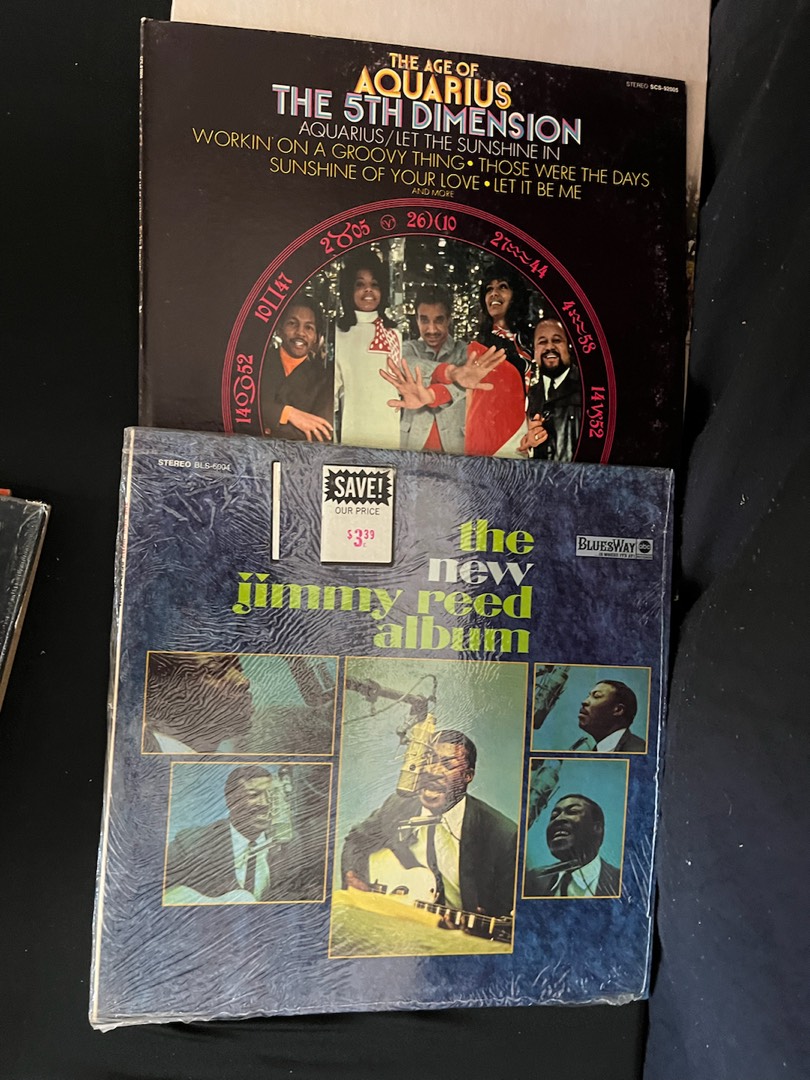 THE AGE OF
AQUARIUS
THE 5TH DIMENSION
STEREO SCS-92005
AQUARIUS/LET THE SUNSHINE IN
WORKIN' ON A GROOVY THING • THOSE WERE THE DAYS
SUNSHINE OF YOUR LOVE • LET IT BE ME
AND MORE
STEREO BLS-6004
SAVE!
OUR PRICE
$3.39
the
new
jimmy reed
album
BLUESWAY abc